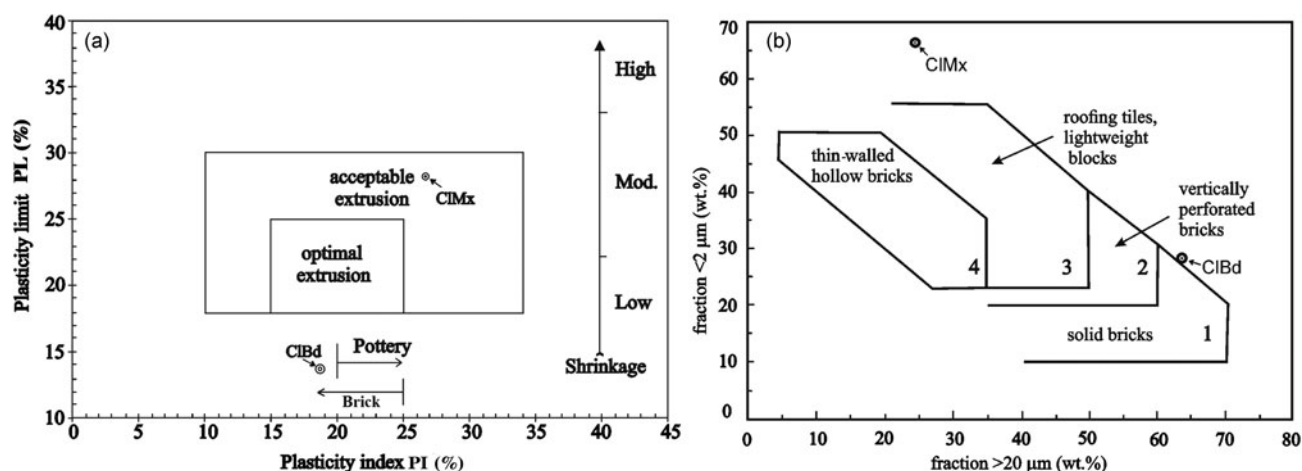 (a)
40
35
30
25
20
15
10
Plasticity limit PL (%)
High
Mod.
Low
Shrinkage
acceptable
extrusion
ClMx
optimal
extrusion
ClBd
Pottery
Brick
0 5 10 15 20 25 30 35 40 45
Plasticity index PI (%)
(b)
70
60
50
40
30
20
10
0
fraction <2 µm (wt.%)
ClMx
roofing tiles,
lightweight
blocks
thin-walled
hollow bricks
vertically
perforated
bricks
ClBd
4 3 2
solid bricks 1
0 10 20 30 40 50 60 70 80
fraction >20 µm (wt.%)